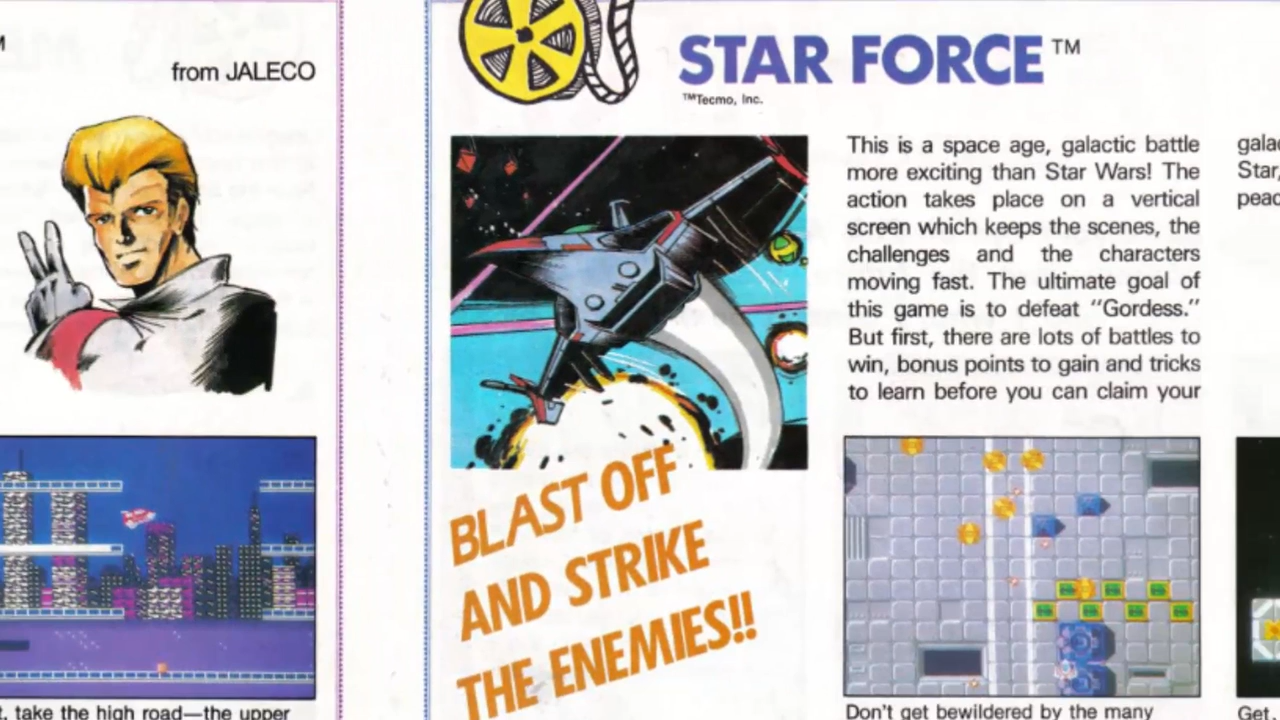 from JALECO
t, take the high road—the upper
STAR FORCE™
™Tecmo, Inc.
This is a space age, galactic battle
more exciting than Star Wars! The
action takes place on a vertical
screen which keeps the scenes, the
challenges and the characters
moving fast. The ultimate goal of
this game is to defeat “Gordess.”
But first, there are lots of battles to
win, bonus points to gain and tricks
to learn before you can claim your
BLAST OFF
AND STRIKE
THE ENEMIES!!
Don't get bewildered by the many
galac
Star,
peac
Get